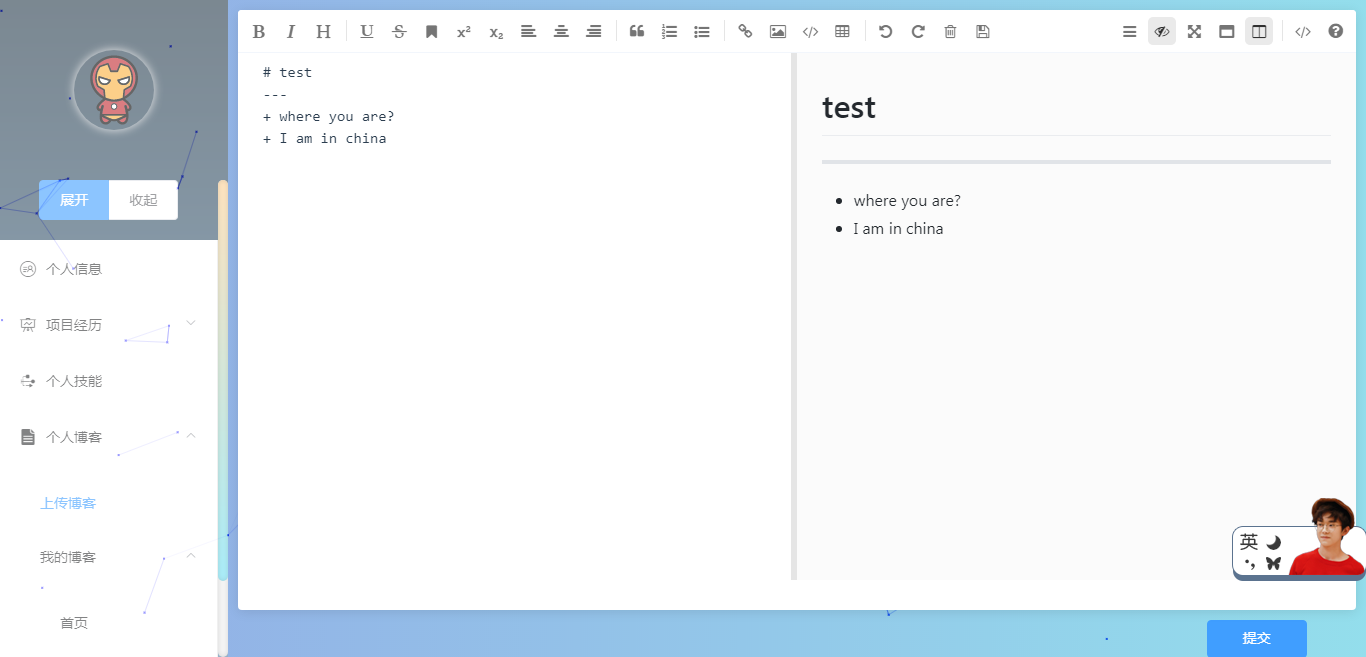 B I H U S x² x₂
展开 收起
个人信息
项目经历
个人技能
个人博客
上传博客
我的博客
首页
# test
---
+ where you are?
+ I am in china
test
where you are?
I am in china
英
提交